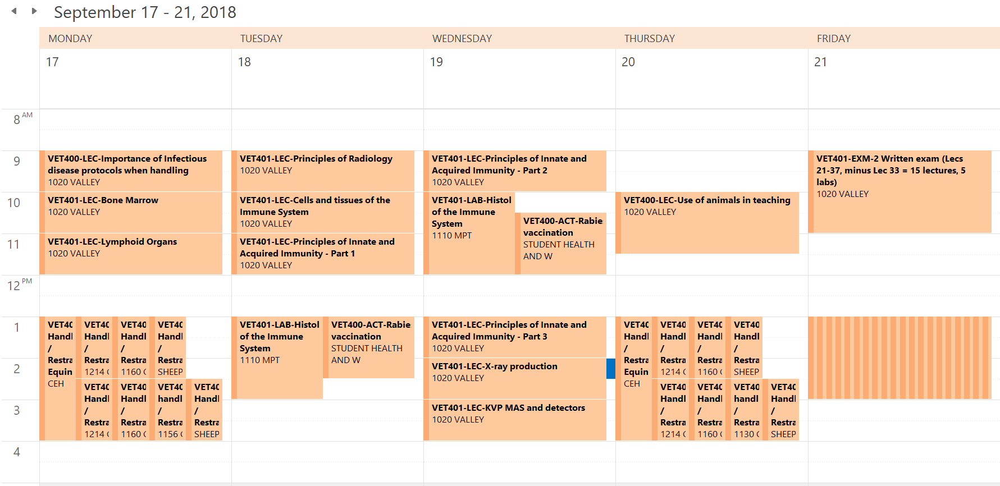 September 17 - 21, 2018
MONDAY
TUESDAY
WEDNESDAY
THURSDAY
FRIDAY
17
18
19
20
21
8 AM
9
10
11
12 PM
1
2
3
4
VET400-LEC-Importance of Infectious
disease protocols when handling
1020 VALLEY
VET401-LEC-Bone Marrow
1020 VALLEY
VET401-LEC-Lymphoid Organs
1020 VALLEY
VET40
Handl
/
Restra
Equin
CEH
VET40
Handl
/
Restra
1214 C
VET40
Handl
/
Restra
1160 C
VET40
Handl
/
Restra
SHEEP
VET40
Handl
/
Restra
1214 C
VET40
Handl
/
Restra
1160 C
VET40
handl
/
Restra
1156 C
VET40
Handl
/
Restra
SHEEP
VET401-LEC-Principles of Radiology
1020 VALLEY
VET401-LEC-Cells and tissues of the
Immune System
1020 VALLEY
VET401-LEC-Principles of Innate and
Acquired Immunity - Part 1
1020 VALLEY
VET401-LAB-Histol
of the Immune
System
1110 MPT
VET400-ACT-Rabie
vaccination
STUDENT HEALTH
AND W
VET401-LEC-Principles of Innate and
Acquired Immunity - Part 2
1020 VALLEY
VET401-LAB-Histol
of the Immune
System
1110 MPT
VET400-ACT-Rabie
vaccination
STUDENT HEALTH
AND W
VET401-LEC-Principles of Innate and
Acquired Immunity - Part 3
1020 VALLEY
VET401-LEC-X-ray production
1020 VALLEY
VET401-LEC-KVP MAS and detectors
1020 VALLEY
VET400-LEC-Use of animals in teaching
1020 VALLEY
VET40
Handl
/
Restra
Equin
CEH
VET40
Handl
/
Restra
1214 C
VET40
Handl
/
Restra
1160 C
VET40
Handl
/
Restra
SHEEP
VET40
Handl
/
Restra
1214 C
VET40
Handl
/
Restra
1160 C
VET40
handl
/
Restra
1130 C
VET40
Handl
/
Restra
SHEEP
VET401-EXM-2 Written exam (Lecs
21-37, minus Lec 33 = 15 lectures, 5
labs)
1020 VALLEY